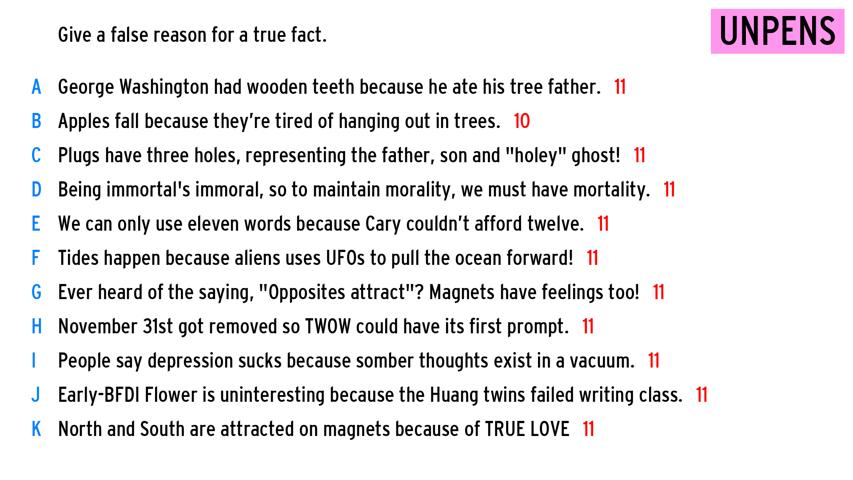 Give a false reason for a true fact.
UNPENS
A George Washington had wooden teeth because he ate his tree father. 11
B Apples fall because they're tired of hanging out in trees. 10
C Plugs have three holes, representing the father, son and "holey" ghost! 11
D Being immortal's immoral, so to maintain morality, we must have mortality. 11
E We can only use eleven words because Cary couldn't afford twelve. 11
F Tides happen because aliens uses UFOs to pull the ocean forward! 11
G Ever heard of the saying, "Opposites attract"? Magnets have feelings too! 11
H November 31st got removed so TWOW could have its first prompt. 11
I People say depression sucks because somber thoughts exist in a vacuum. 11
J Early-BFDI Flower is uninteresting because the Huang twins failed writing class. 11
K North and South are attracted on magnets because of TRUE LOVE 11